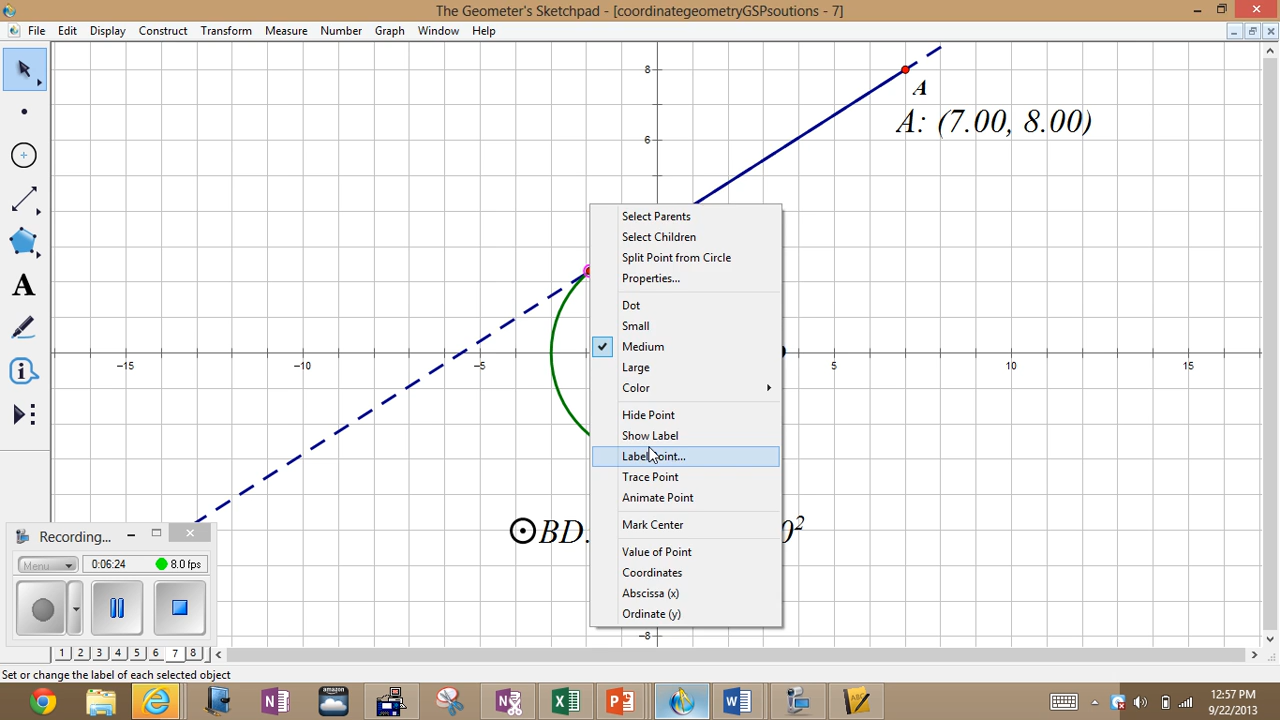 The Geometer's Sketchpad - [coordinategeometryGSPsoutions - 7]
File Edit Display Construct Transform Measure Number Graph Window Help
8
A
A: (7.00, 8.00)
6
Select Parents
Select Children
Split Point from Circle
Properties...
Dot
Small
Medium
Large
Color
Hide Point
Show Label
Label Point...
Trace Point
Animate Point
Mark Center
Value of Point
Coordinates
Abscissa (x)
Ordinate (y)
-15 -10 -5 5 10 15
⊙BD. 0²
-8
Recording...
Menu 0:06:24 8.0 fps
1 2 3 4 5 6 7 8
Set or change the label of each selected object
amazon
ABC
12:57 PM
9/22/2013